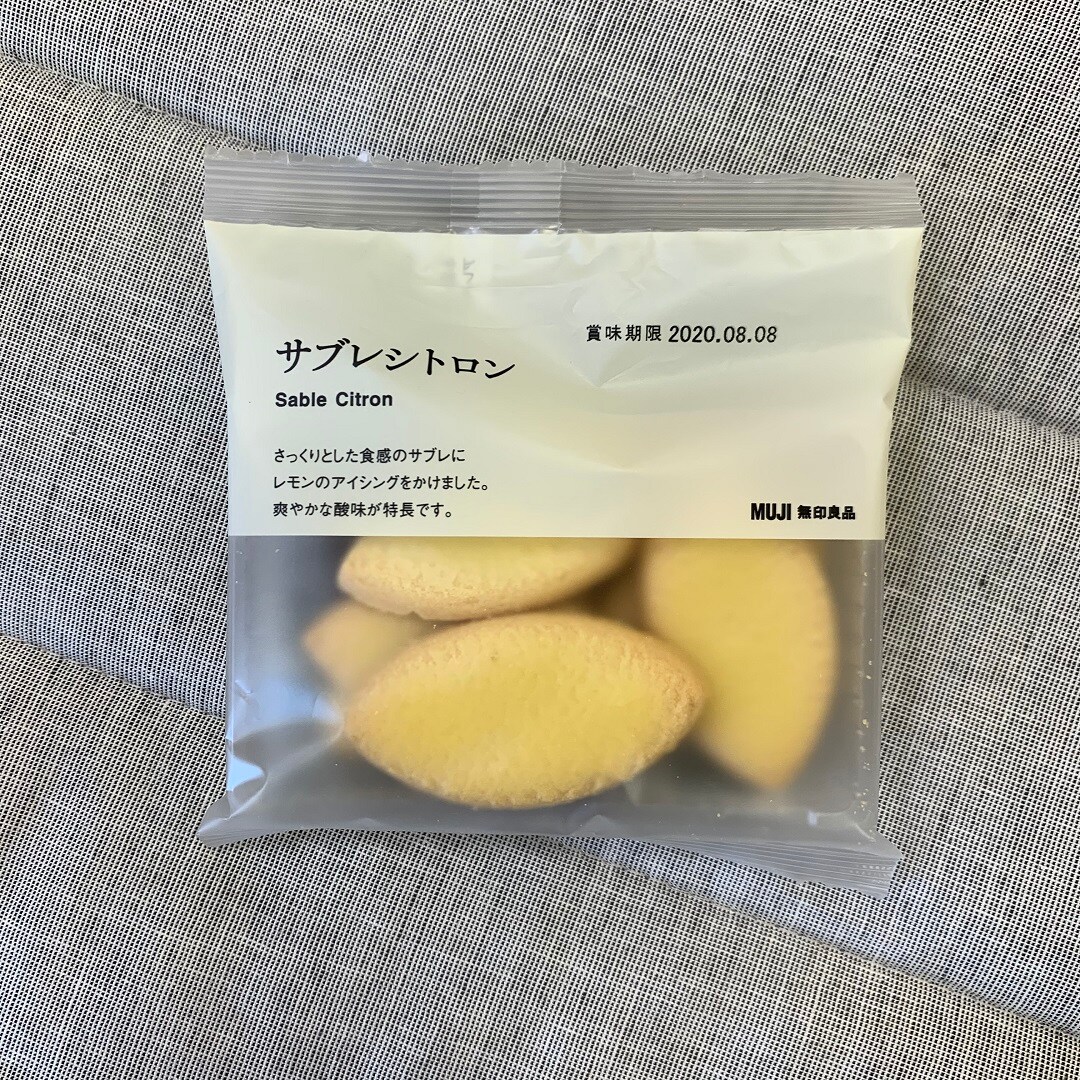 賞味期限 2020.08.08
サブレシトロン
Sable Citron
さっくりとした食感のサブレに
レモンのアイシングをかけました。
爽やかな酸味が特長です。
MUJI 無印良品